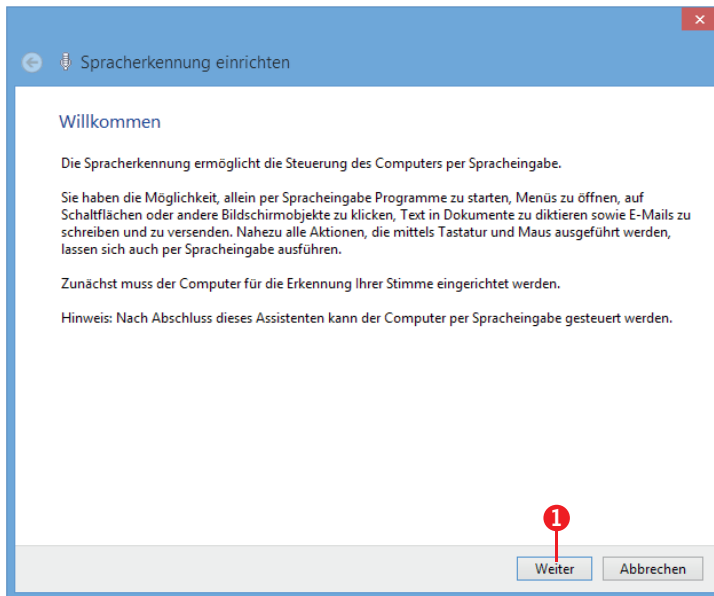 Spracherkennung einrichten
Willkommen
Die Spracherkennung ermöglicht die Steuerung des Computers per Spracheingabe.
Sie haben die Möglichkeit, allein per Spracheingabe Programme zu starten, Menüs zu öffnen, auf
Schaltflächen oder andere Bildschirmobjekte zu klicken, Text in Dokumente zu diktieren sowie E-Mails zu
schreiben und zu versenden. Nahezu alle Aktionen, die mittels Tastatur und Maus ausgeführt werden,
lassen sich auch per Spracheingabe ausführen.
Zunächst muss der Computer für die Erkennung Ihrer Stimme eingerichtet werden.
Hinweis: Nach Abschluss dieses Assistenten kann der Computer per Spracheingabe gesteuert werden.
1
Weiter Abbrechen